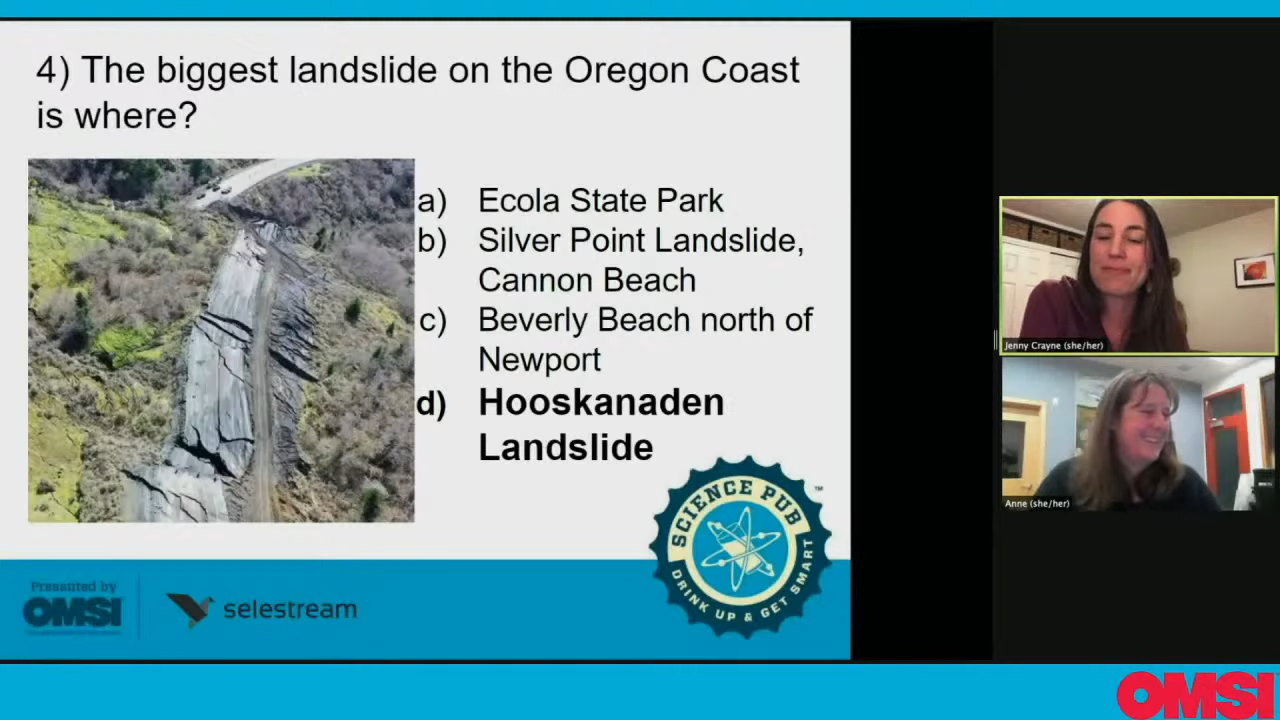 4) The biggest landslide on the Oregon Coast
is where?
a) Ecola State Park
b) Silver Point Landslide,
Cannon Beach
c) Beverly Beach north of
Newport
d) Hooskanaden
Landslide
SCIENCE PUB
DRINK UP & GET SMART
™
Presented by
OMSI
selestream
Jenny Crayne (she/her)
Anne (she/her)
OMSI